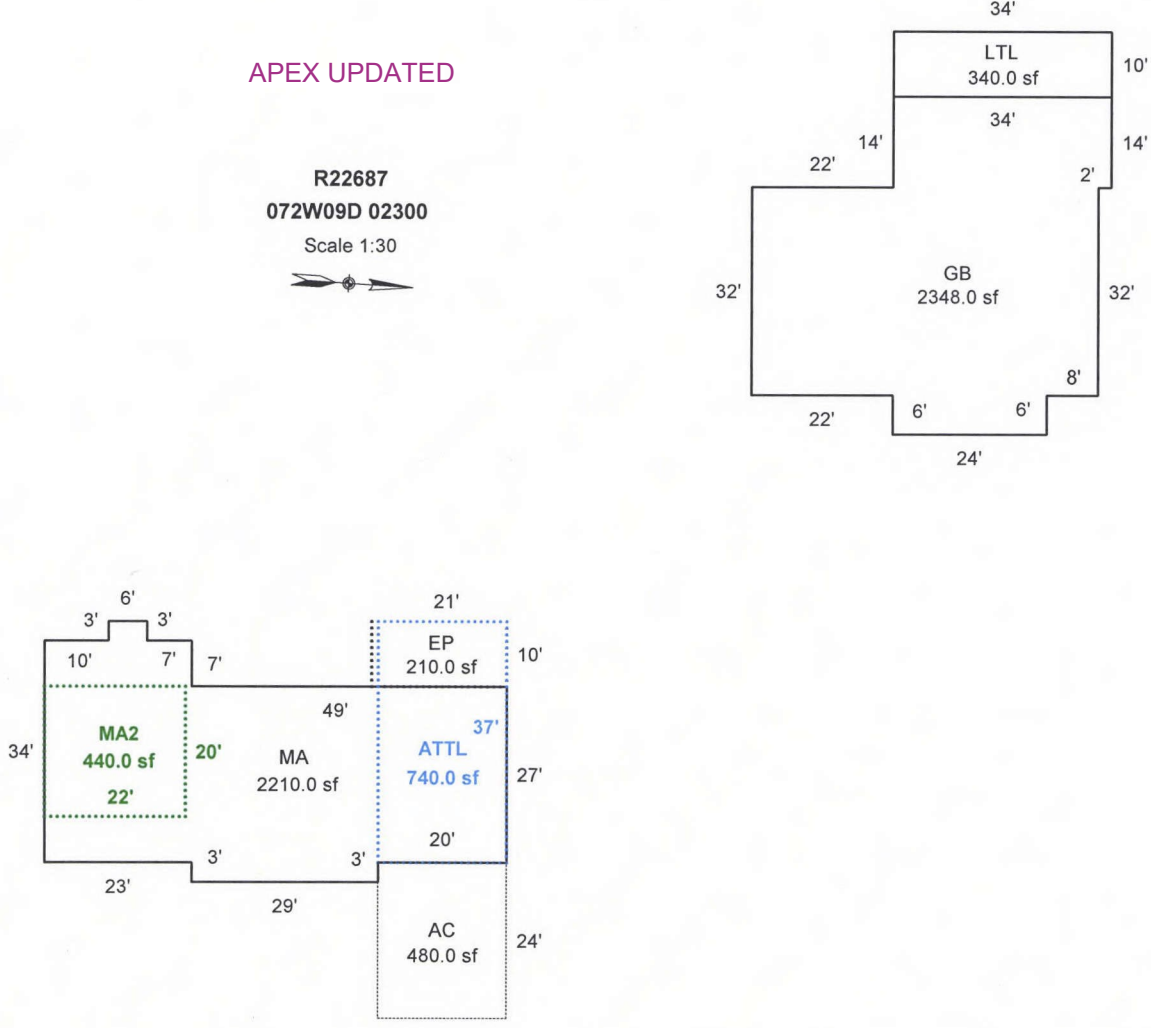 34'
LTL
340.0 sf
10'
APEX UPDATED
34'
14'
14'
22'
2'
R22687
072W09D 02300
Scale 1:30
GB
2348.0 sf
32'
32'
8'
22'
6'
6'
24'
6'
3'
3'
21'
10'
7'
7'
EP
210.0 sf
10'
49'
37'
34'
MA2
440.0 sf
22'
20'
MA
2210.0 sf
ATTL
740.0 sf
27'
20'
3'
3'
23'
29'
AC
480.0 sf
24'